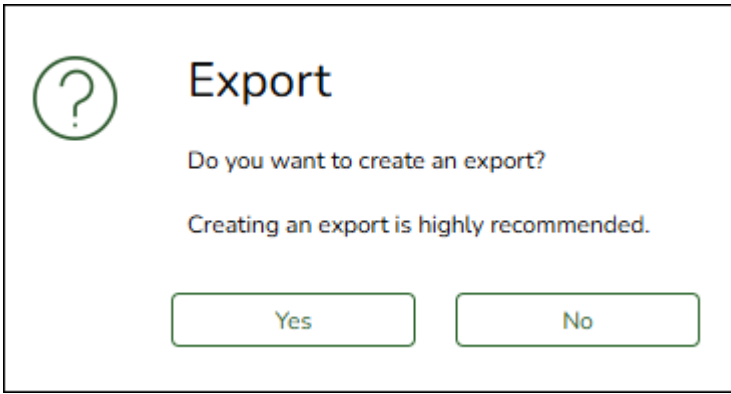 Export
Do you want to create an export?
Creating an export is highly recommended.
Yes
No